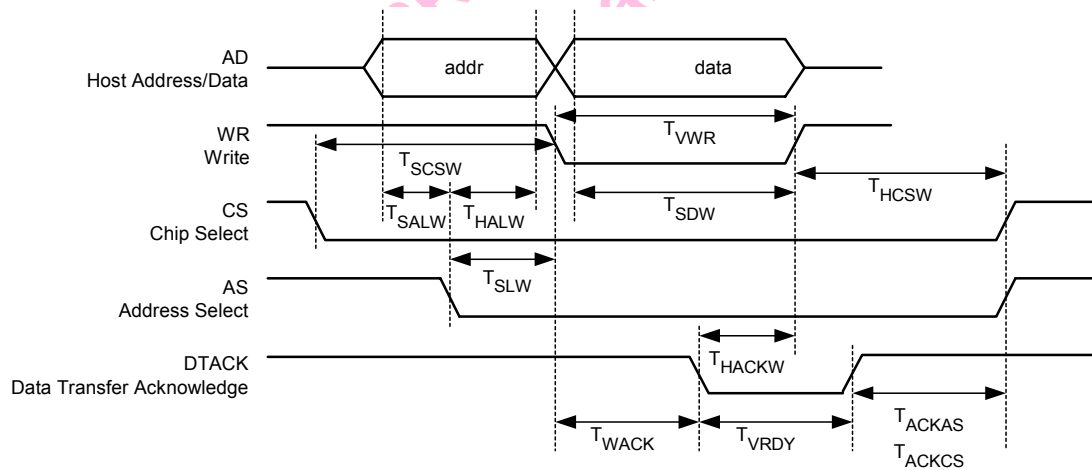 AD
Host Address/Data
addr
data
WR
Write
TVWR
TSCSW
THCSW
TSALW
THALW
TSDW
CS
Chip Select
TSLW
AS
Address Select
DTACK
Data Transfer Acknowledge
THACKW
TWACK
TVRDY
TACKAS
TACKCS